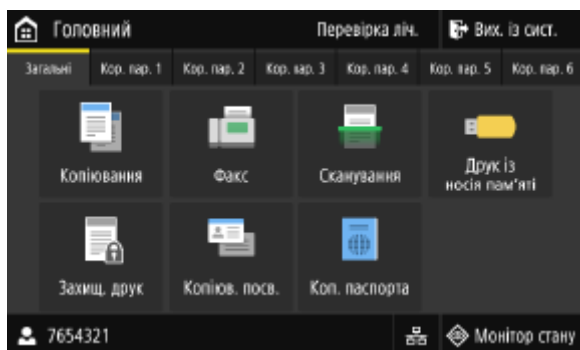 Головний
Перевірка ліч.
Вих. із сист.
Загальні
Кор. пар. 1
Кор. пар. 2
Кор. пар. 3
Кор. пар. 4
Кор. пар. 5
Кор. пар. 6
Копіювання
Факс
Сканування
Друк із
носія пам'яті
Захищ. друк
Копіюв. посв.
Коп. паспорта
7654321
Монітор стану